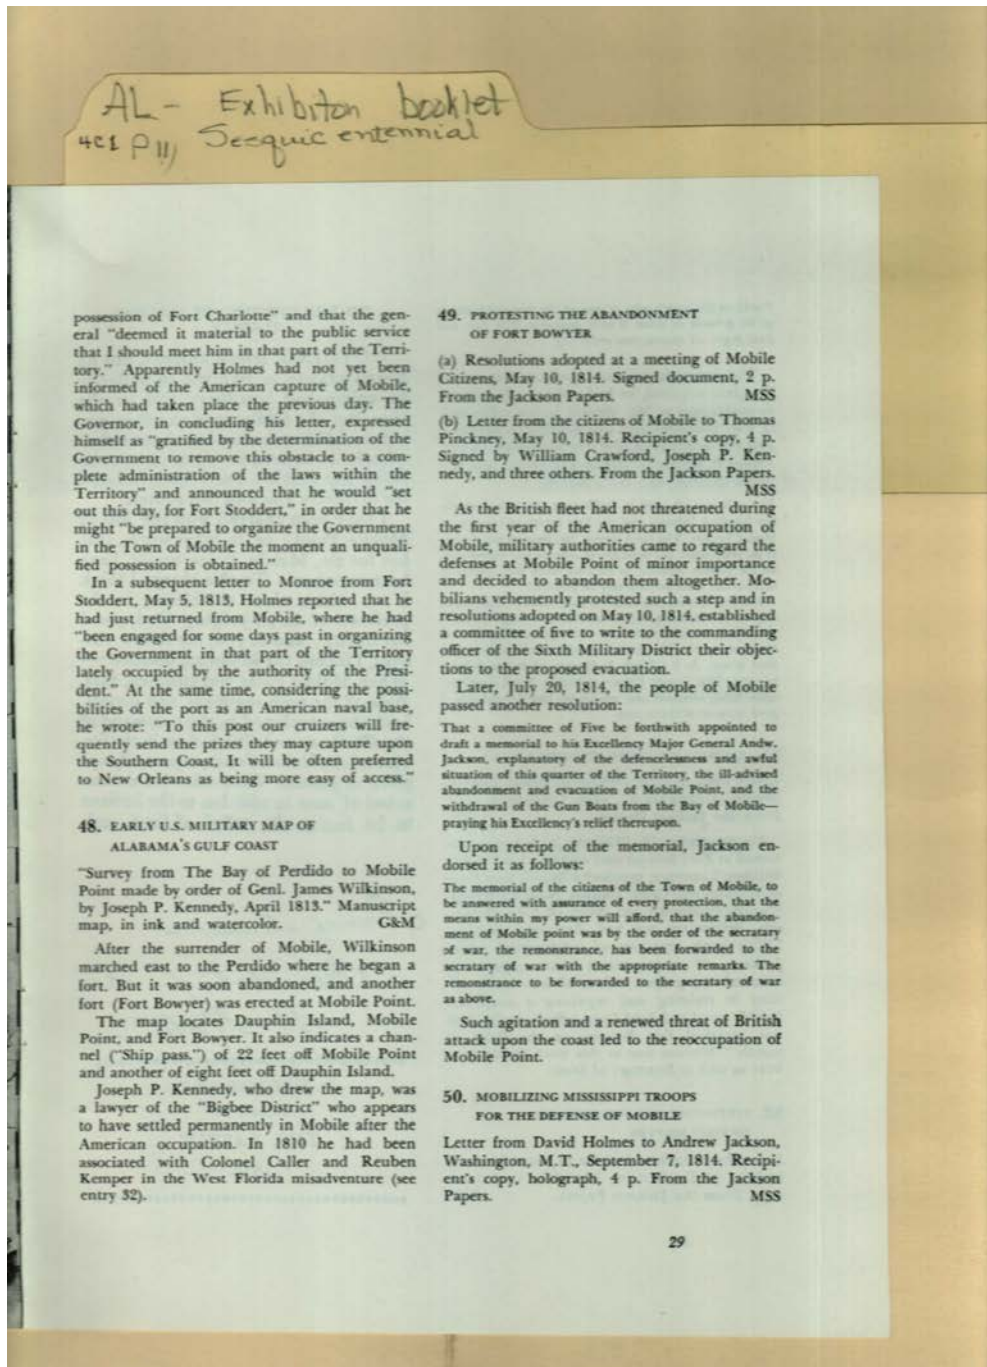 AL- Exhibiton booklet
4C1 P11, Sesquicentennial
possession of Fort Charlotte" and that the gen-
eral "deemed it material to the public service
that I should meet him in that part of the Terri-
tory." Apparently Holmes had not yet been
informed of the American capture of Mobile,
which had taken place the previous day. The
Governor, in concluding his letter, expressed
himself as "gratified by the determination of the
Government to remove this obstacle to a com-
plete administration of the laws within the
Territory" and announced that he would "set
out this day, for Fort Stoddert," in order that he
might "be prepared to organize the Government
in the Town of Mobile the moment an unquali-
fied possession is obtained."
In a subsequent letter to Monroe from Fort
Stoddert, May 5, 1813, Holmes reported that he
had just returned from Mobile, where he had
"been engaged for some days past in organizing
the Government in that part of the Territory
lately occupied by the authority of the Presi-
dent." At the same time, considering the possi-
bilities of the port as an American naval base,
he wrote: "To this post our cruizers will fre-
quently send the prizes they may capture upon
the Southern Coast, It will be often preferred
to New Orleans as being more easy of access."
48. EARLY U.S. MILITARY MAP OF
ALABAMA'S GULF COAST
"Survey from The Bay of Perdido to Mobile
Point made by order of Genl. James Wilkinson,
by Joseph P. Kennedy, April 1813." Manuscript
map, in ink and watercolor. G&M
After the surrender of Mobile, Wilkinson
marched east to the Perdido where he began a
fort. But it was soon abandoned, and another
fort (Fort Bowyer) was erected at Mobile Point.
The map locates Dauphin Island, Mobile
Point, and Fort Bowyer. It also indicates a chan-
nel ("Ship pass.") of 22 feet off Mobile Point
and another of eight feet off Dauphin Island.
Joseph P. Kennedy, who drew the map, was
a lawyer of the "Bigbee District" who appears
to have settled permanently in Mobile after the
American occupation. In 1810 he had been
associated with Colonel Caller and Reuben
Kemper in the West Florida misadventure (see
entry 32).
49. PROTESTING THE ABANDONMENT
OF FORT BOWYER
(a) Resolutions adopted at a meeting of Mobile
Citizens, May 10, 1814. Signed document, 2 p.
From the Jackson Papers. MSS
(b) Letter from the citizens of Mobile to Thomas
Pinckney, May 10, 1814. Recipient's copy, 4 p.
Signed by William Crawford, Joseph P. Ken-
nedy, and three others. From the Jackson Papers.
MSS
As the British fleet had not threatened during
the first year of the American occupation of
Mobile, military authorities came to regard the
defenses at Mobile Point of minor importance
and decided to abandon them altogether. Mo-
bilians vehemently protested such a step and in
resolutions adopted on May 10, 1814, established
a committee of five to write to the commanding
officer of the Sixth Military District their objec-
tions to the proposed evacuation.
Later, July 20, 1814, the people of Mobile
passed another resolution:
That a committee of Five be forthwith appointed to
draft a memorial to his Excellency Major General Andw.
Jackson, explanatory of the defencelessness and awful
situation of this quarter of the Territory, the ill-advised
abandonment and evacuation of Mobile Point, and the
withdrawal of the Gun Boats from the Bay of Mobile—
praying his Excellency's relief thereupon.
Upon receipt of the memorial, Jackson en-
dorsed it as follows:
The memorial of the citizens of the Town of Mobile, to
be answered with assurance of every protection, that the
means within my power will afford, that the abandon-
ment of Mobile point was by the order of the secratary
of war, the remonstrance, has been forwarded to the
secratary of war with the appropriate remarks. The
remonstrance to be forwarded to the secratary of war
as above.
Such agitation and a renewed threat of British
attack upon the coast led to the reoccupation of
Mobile Point.
50. MOBILIZING MISSISSIPPI TROOPS
FOR THE DEFENSE OF MOBILE
Letter from David Holmes to Andrew Jackson,
Washington, M.T., September 7, 1814. Recipi-
ent's copy, holograph, 4 p. From the Jackson
Papers. MSS
29